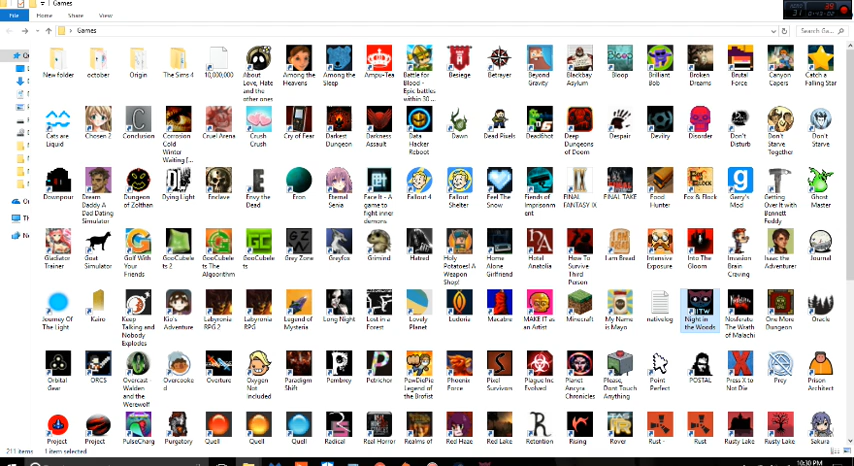 Games
File
Home
Share
View
Games
Search Ga...
New folder
october
Origin
The Sims 4
10,000,000
About Love, Hate and the other ones
Among the Heavens
Among the Sleep
Ampu-Tea
Battle for Blood - Epic battles within 30 ...
Besiege
Betrayer
Beyond Gravity
Blackbay Asylum
Bloop
Brilliant Bob
Broken Dreams
Brutal Force
Canyon Capers
Catch a Falling Star
Cats are Liquid
Chosen 2
Conclusion
Corrosion Cold Winter Waiting [...
Cruel Arena
Crush Crush
Cry of Fear
Darkest Dungeon
Darkness Assault
Data Hacker Reboot
Dawn
Dead Pixels
DeadShot
Deep Dungeons of Doom
Despair
Devilry
Disorder
Don't Disturb
Don't Starve Together
Don't Starve
Downpour
Dream Daddy A Dad Dating Simulator
Dungeon of Zolthan
Dying Light
Enclave
Envy the Dead
Eron
Eternal Senia
Face It - A game to fight inner demons
Fallout 4
Fallout Shelter
Feel The Snow
Fiends of Imprisonment
FINAL FANTASY IX
FINAL TAKE
Food Hunter
Fox & Flock
Garry's Mod
Getting Over It with Bennett Foddy
Ghost Master
Gladiator Trainer
Goat Simulator
Golf With Your Friends
GooCubelets 2
GooCubelets The Algoorithm
GooCubelets
Grey Zone
Greyfox
Grimind
Hatred
Holy Potatoes! A Weapon Shop?!
Home Alone Girlfriend
Hotel Anatolia
How To Survive Third Person
I am Bread
Intensive Exposure
Into The Gloom
Invasion Brain Craving
Isaac the Adventurer
Journal
Journey Of The Light
Kairo
Keep Talking and Nobody Explodes
Kio's Adventure
Labyronia RPG 2
Labyronia RPG
Legend of Mysteria
Long Night
Lost in a Forest
Lovely Planet
Ludoria
Macabre
MAKE IT as an Artist
Minecraft
My Name is Mayo
nativelog
Night in the Woods
Nosferatu The Wrath of Malachi
One More Dungeon
Oracle
Orbital Gear
ORCS
Overcast Walden and the Werewolf
Overcooked
Overture
Oxygen Not Included
Paradigm Shift
Pembrey
Petrichor
PewDiePie Legend of the Brofist
Phoenix Force
Pixel Survivors
Plague Inc Evolved
Planet Ancyra Chronicles
Please, Dont Touch Anything
Point Perfect
POSTAL
Press X to Not Die
Prey
Prison Architect
Project
Project
PulseCharg
Purgatory
Quell
Quell
Quell
Radical
Real Horror
Realms of
Red Haze
Red Lake
Retention
Rising
Rover
Rust -
Rust
Rusty Lake
Rusty Lake
Sakura
211 items
1 item selected
10:30 PM